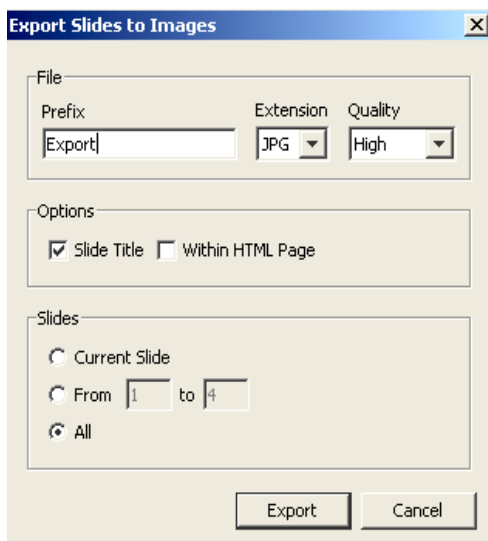 Export Slides to Images
File
Prefix Extension Quality
Export JPG High
Options
Slide Title Within HTML Page
Slides
Current Slide
From 1 to 4
All
Export Cancel